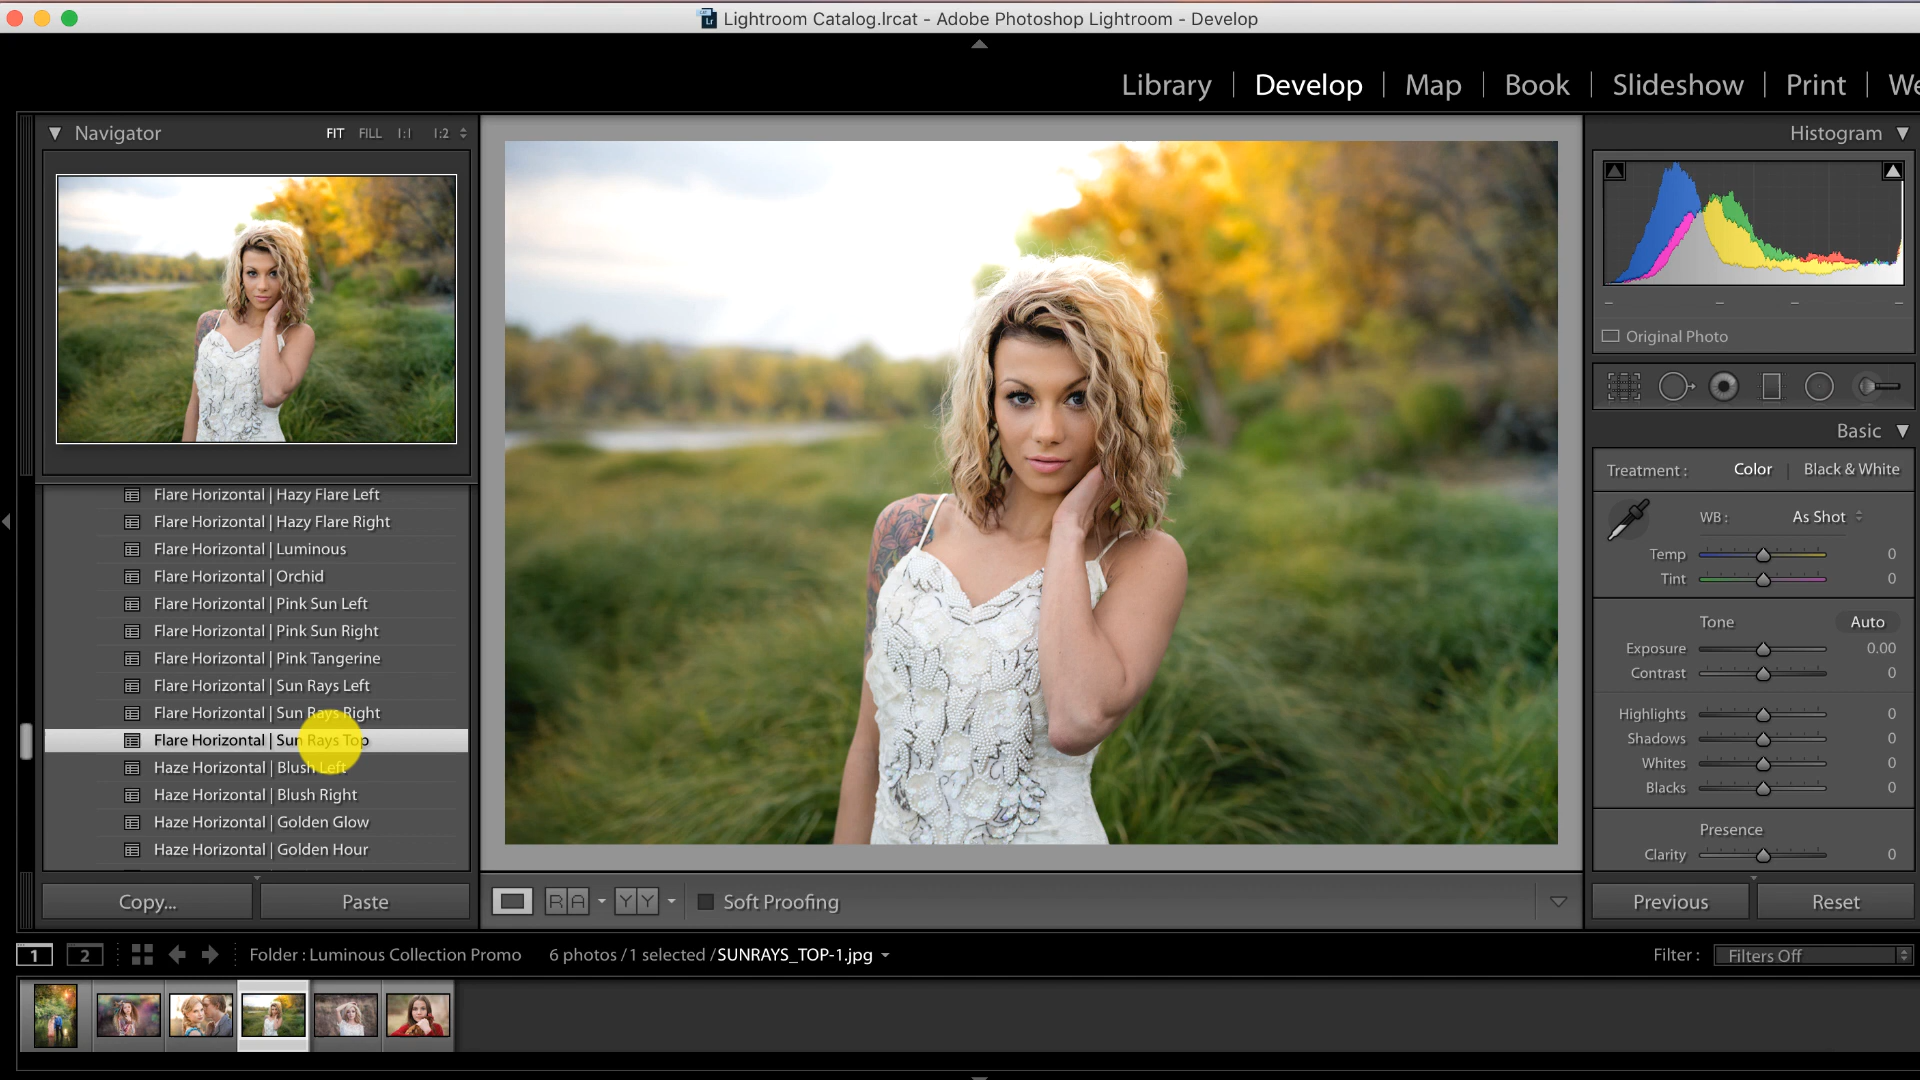 Lightroom Catalog.lrcat - Adobe Photoshop Lightroom - Develop
Library | Develop | Map | Book | Slideshow | Print | We
Navigator FIT FILL 1:1 1:2
Histogram
Original Photo
Basic
Treatment : Color | Black & White
WB : As Shot
Temp 0
Tint 0
Tone Auto
Exposure 0.00
Contrast 0
Highlights 0
Shadows 0
Whites 0
Blacks 0
Presence
Clarity 0
Flare Horizontal | Hazy Flare Left
Flare Horizontal | Hazy Flare Right
Flare Horizontal | Luminous
Flare Horizontal | Orchid
Flare Horizontal | Pink Sun Left
Flare Horizontal | Pink Sun Right
Flare Horizontal | Pink Tangerine
Flare Horizontal | Sun Rays Left
Flare Horizontal | Sun Rays Right
Flare Horizontal | Sun Rays Top
Haze Horizontal | Blush Left
Haze Horizontal | Blush Right
Haze Horizontal | Golden Glow
Haze Horizontal | Golden Hour
Copy... Paste
R A Y Y Soft Proofing
Previous Reset
1 2 Folder : Luminous Collection Promo 6 photos / 1 selected / SUNRAYS_TOP-1.jpg
Filter : Filters Off